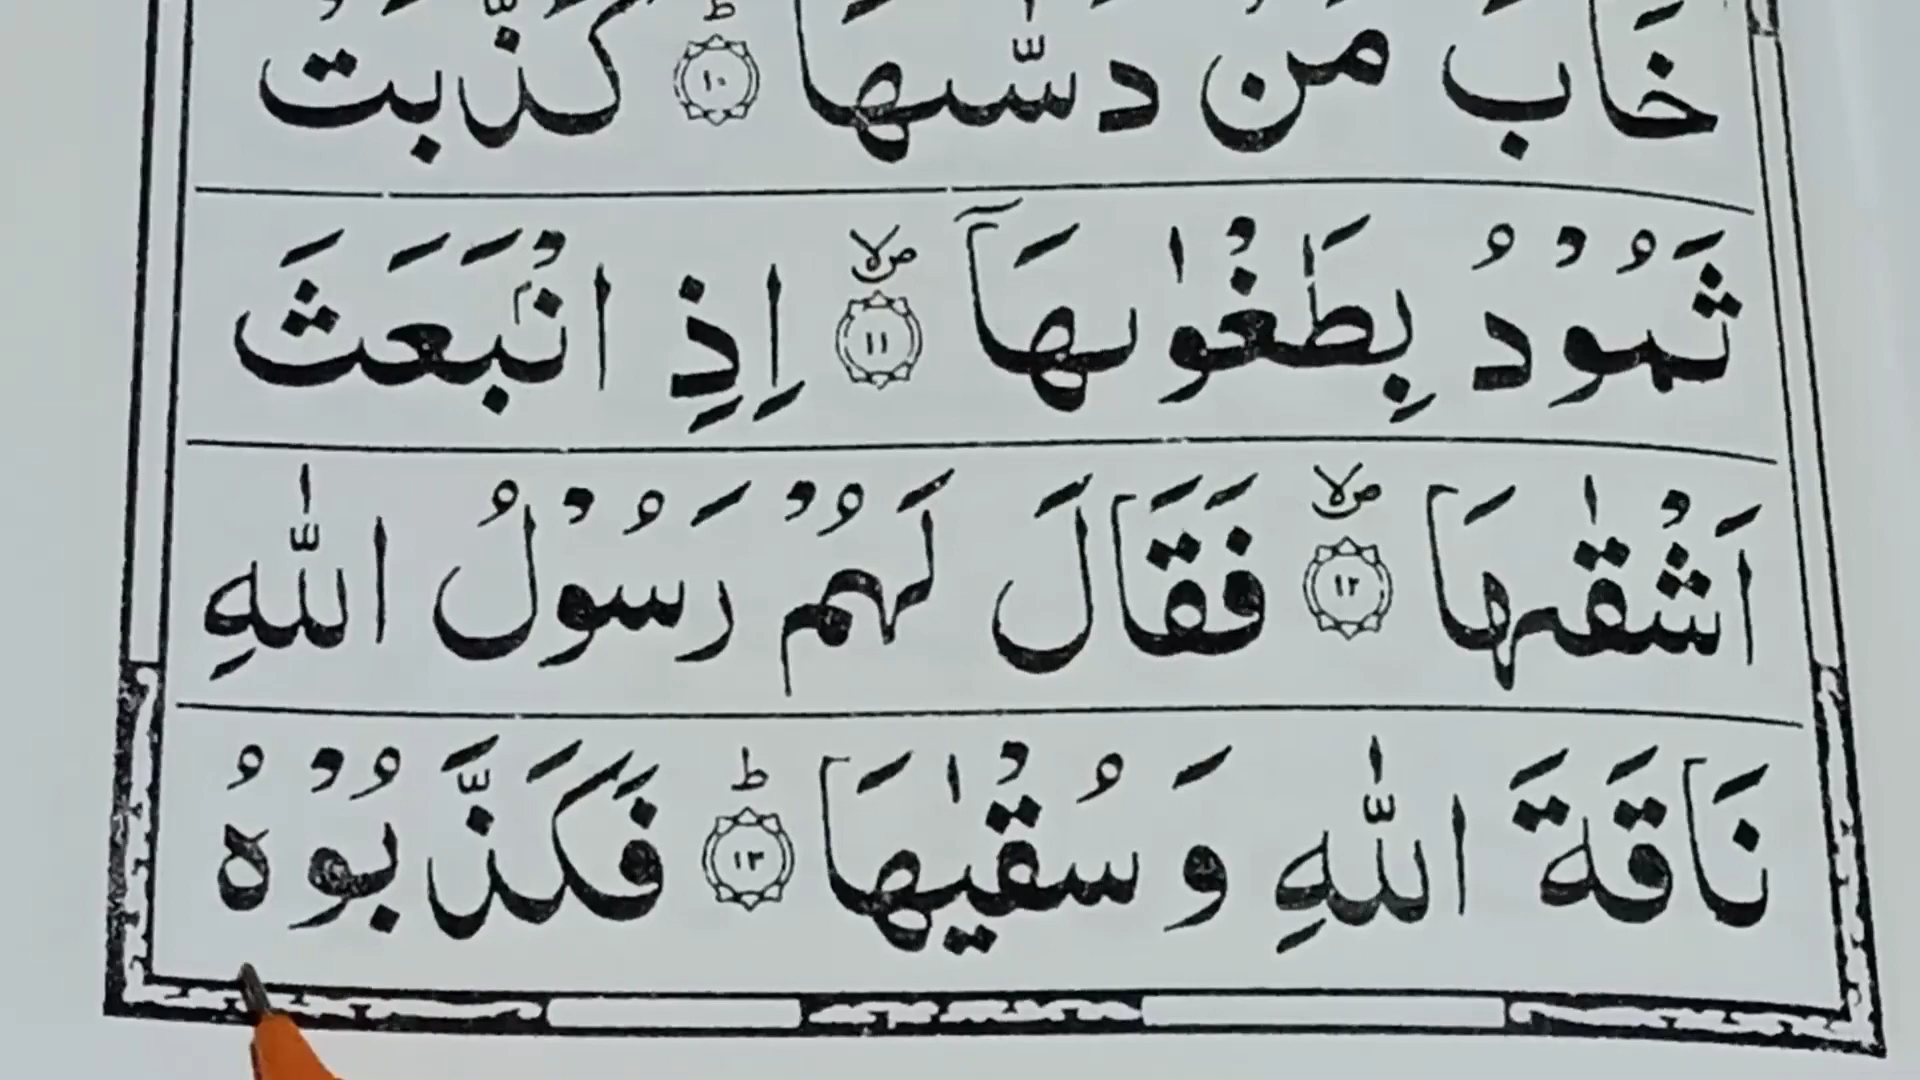 خَابَ مَنْ دَسّٰىهَا ؕ ۱۰ كَذَّبَتْ
ثَمُوْدُ بِطَغْوٰىهَاۤ ۱۱۪ۙ اِذِ انْۢبَعَثَ
اَشْقٰىهَا ۱۲۪ۙ فَقَالَ لَهُمْ رَسُوْلُ اللّٰهِ
نَاقَةَ اللّٰهِ وَ سُقْيٰهَا ؕ ۱۳ فَكَذَّبُوْهُ